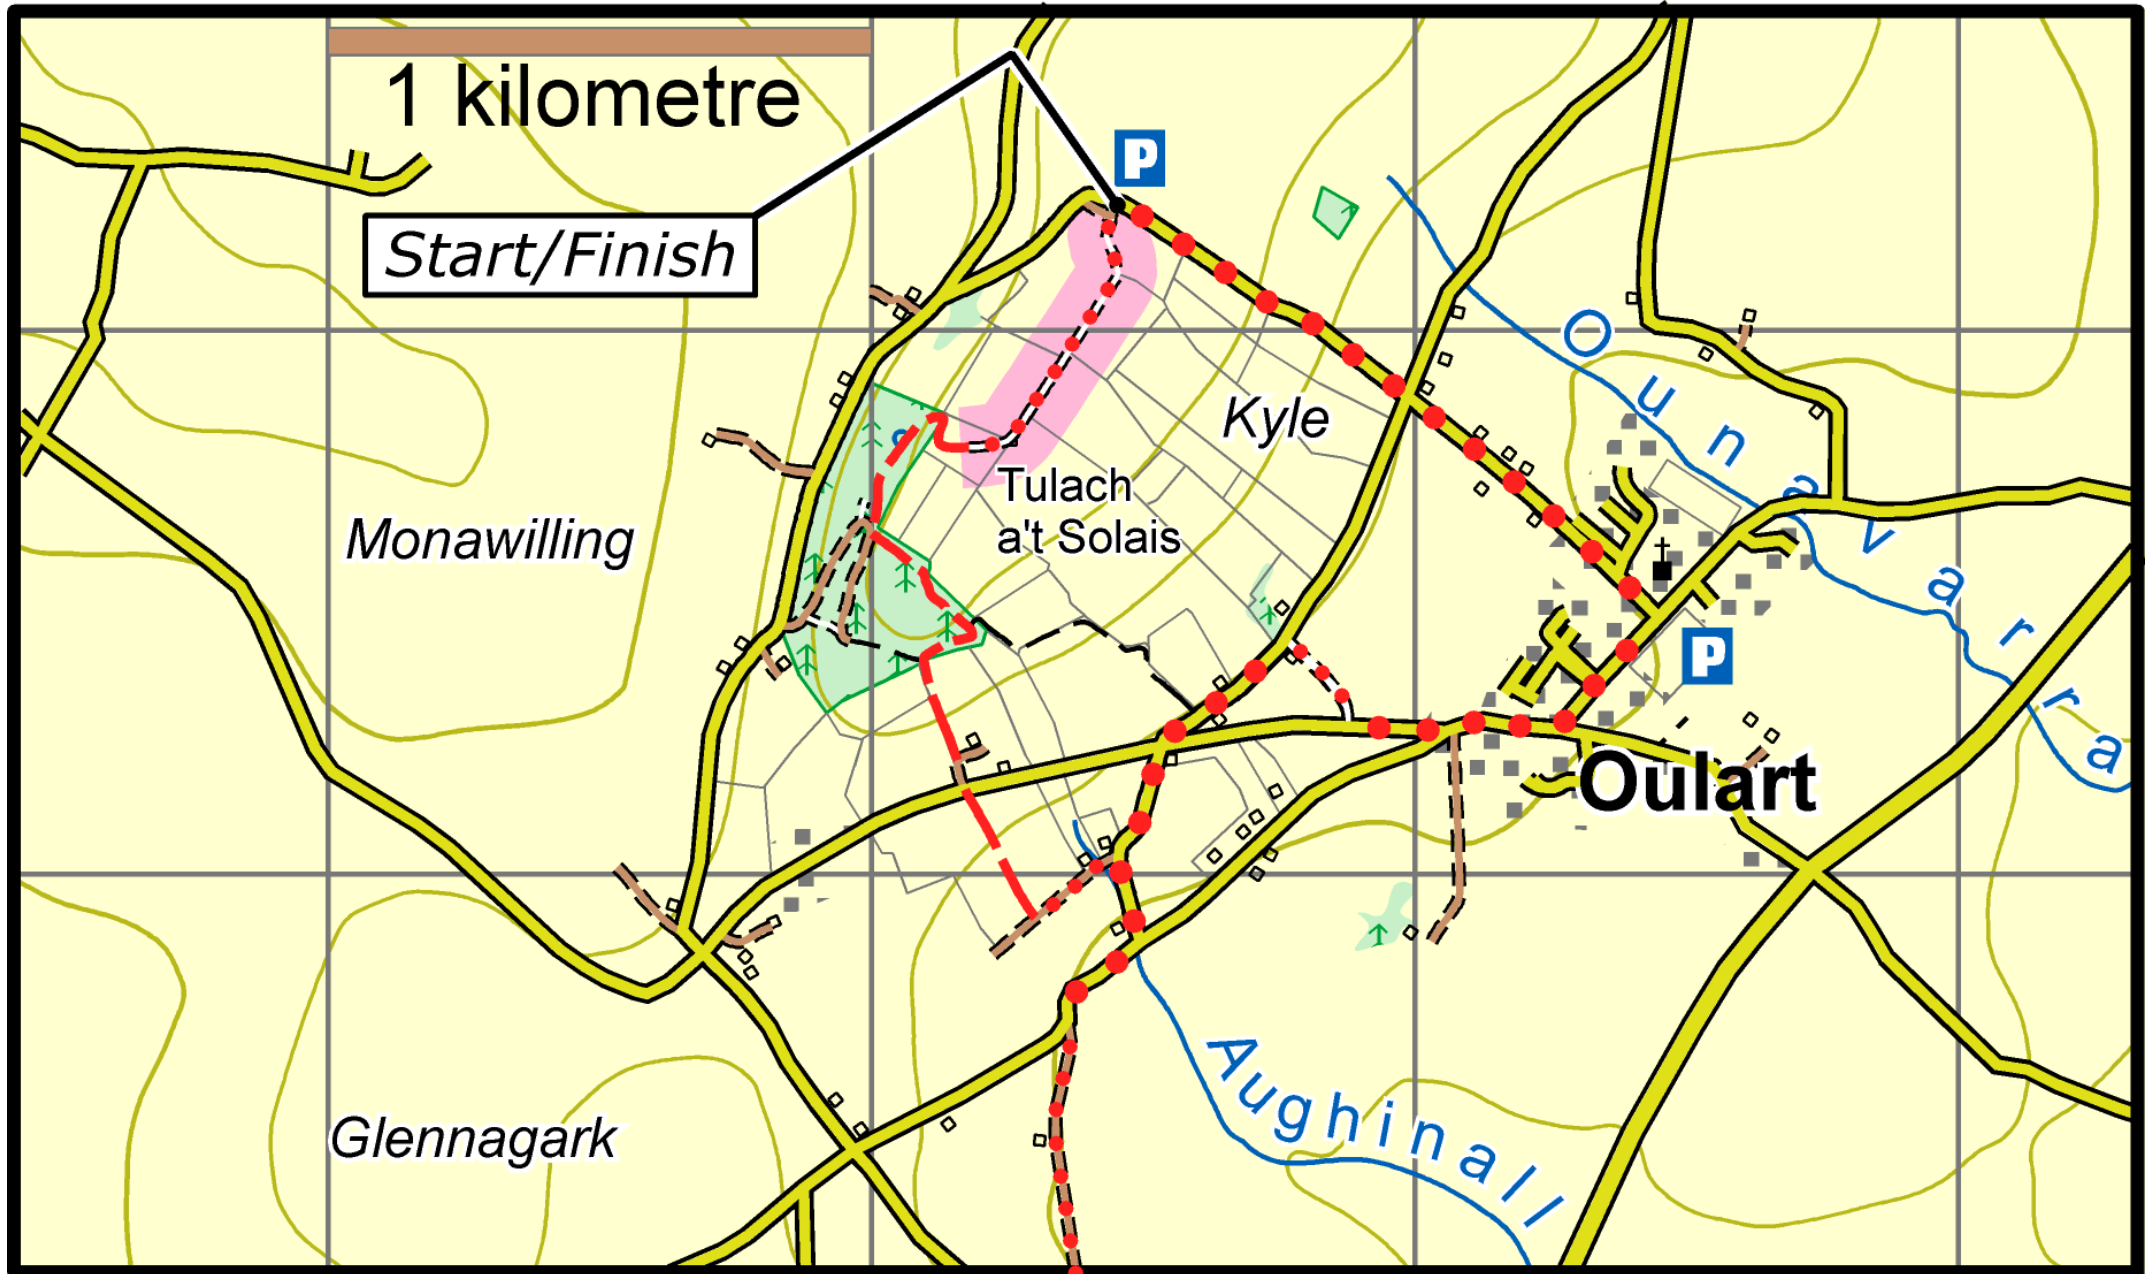 1 kilometre
P
Start/Finish
Kyle
Tulach
a't Solais
Monawilling
Ounavarra
P
Oulart
Aughinall
Glennagark